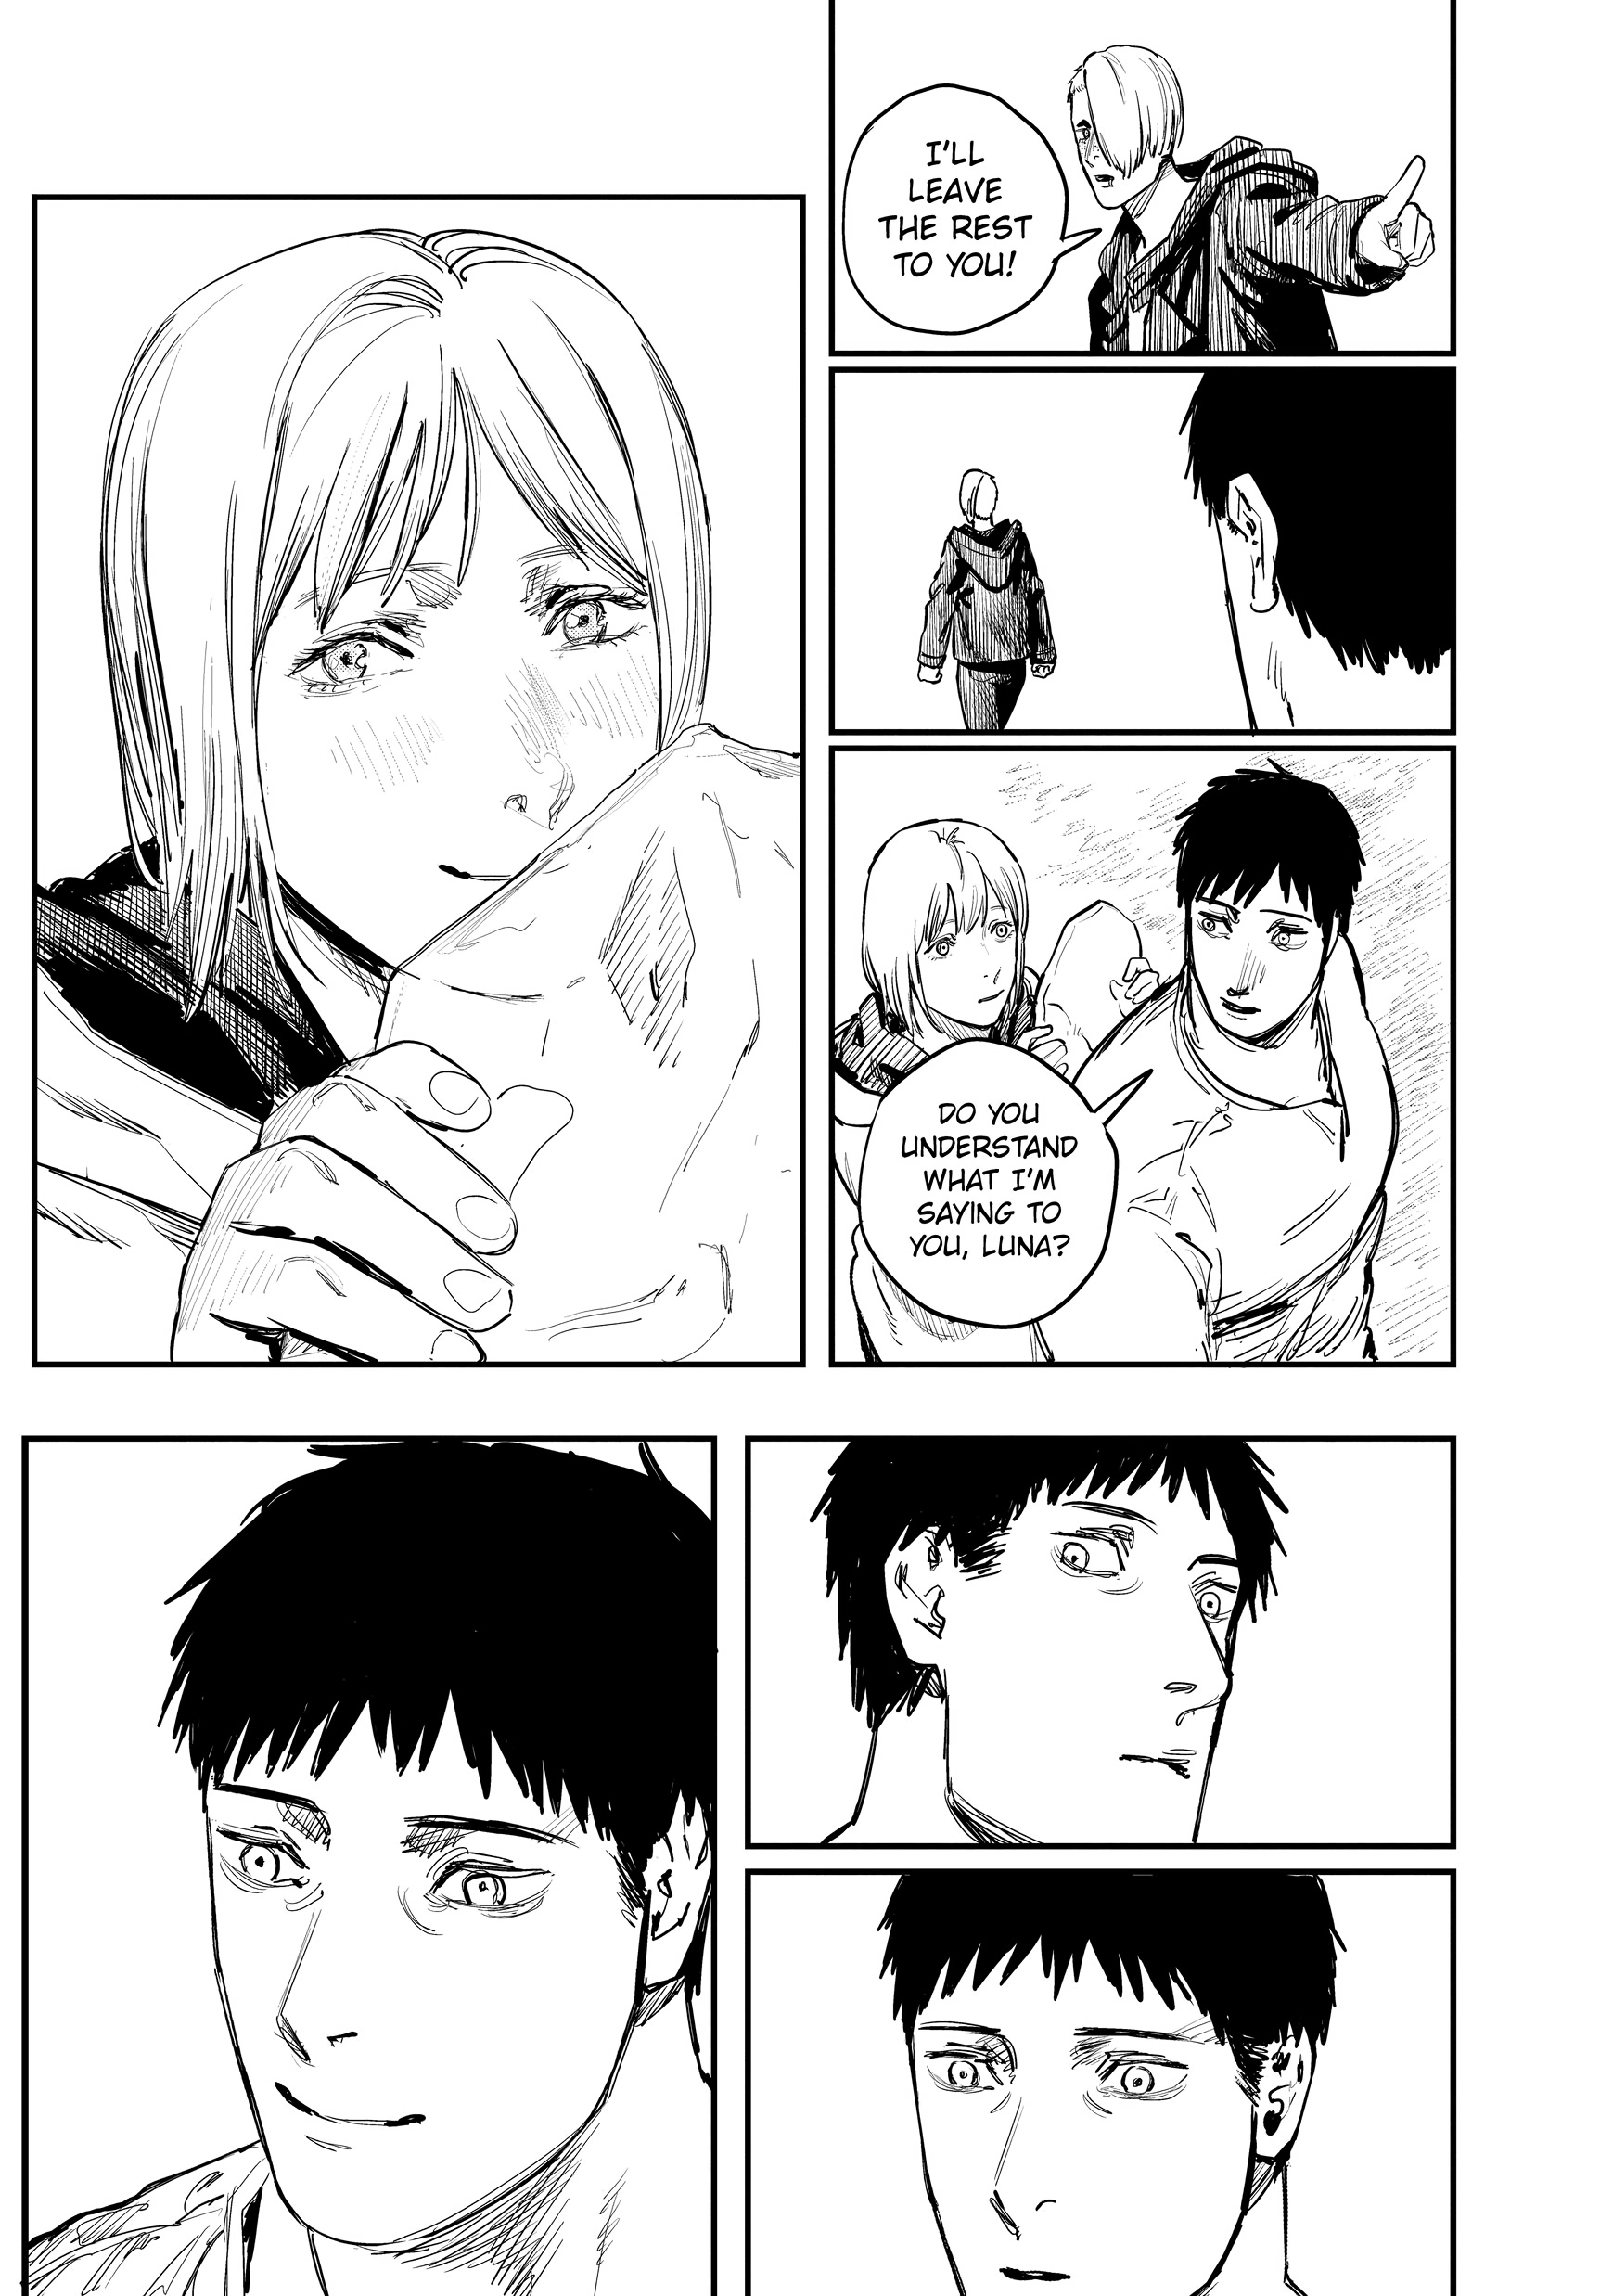 I'LL
LEAVE
THE REST
TO YOU!
DO YOU
UNDERSTAND
WHAT I'M
SAYING TO
YOU, LUNA?